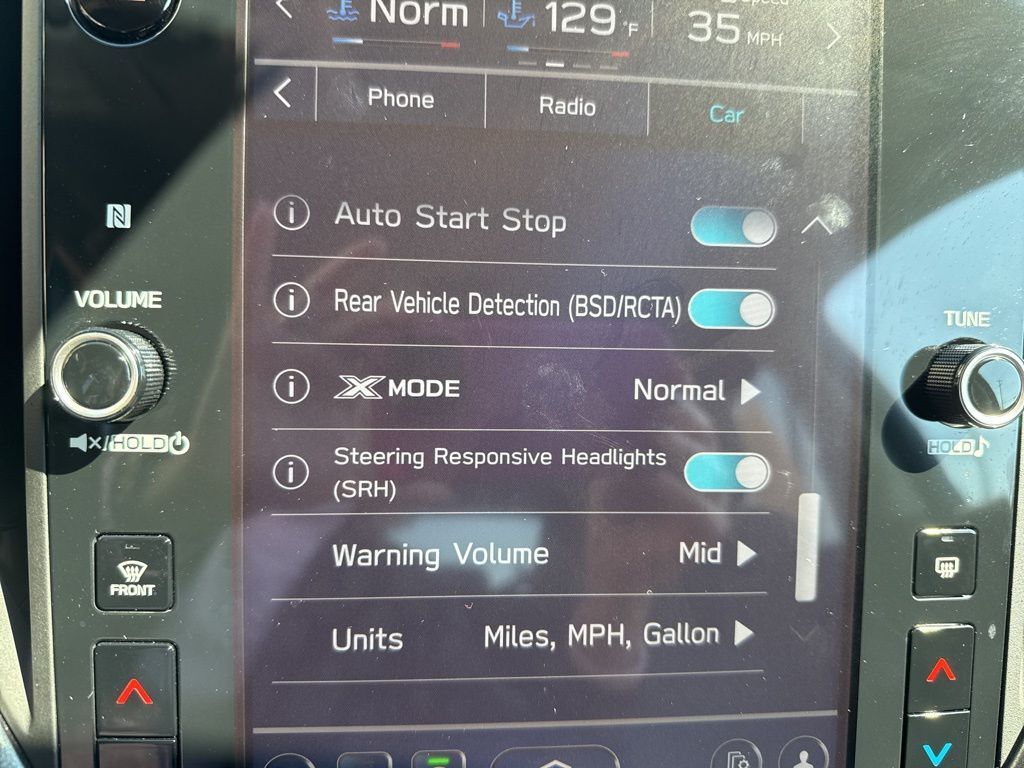 Norm
129 °F
35 MPH
Phone
Radio
Car
Auto Start Stop
Rear Vehicle Detection (BSD/RCTA)
VOLUME
TUNE
X MODE
Normal
/HOLD
HOLD
Steering Responsive Headlights
(SRH)
Warning Volume
Mid
FRONT
Units
Miles, MPH, Gallon